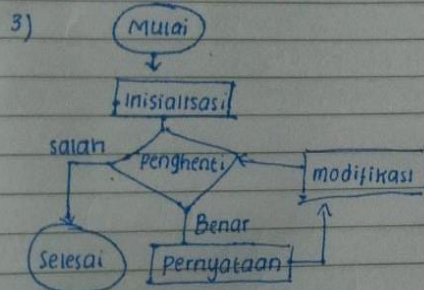 3)
Mulai
Inisialisasi
salah
penghenti
modifikasi
Benar
Selesai
pernyataan